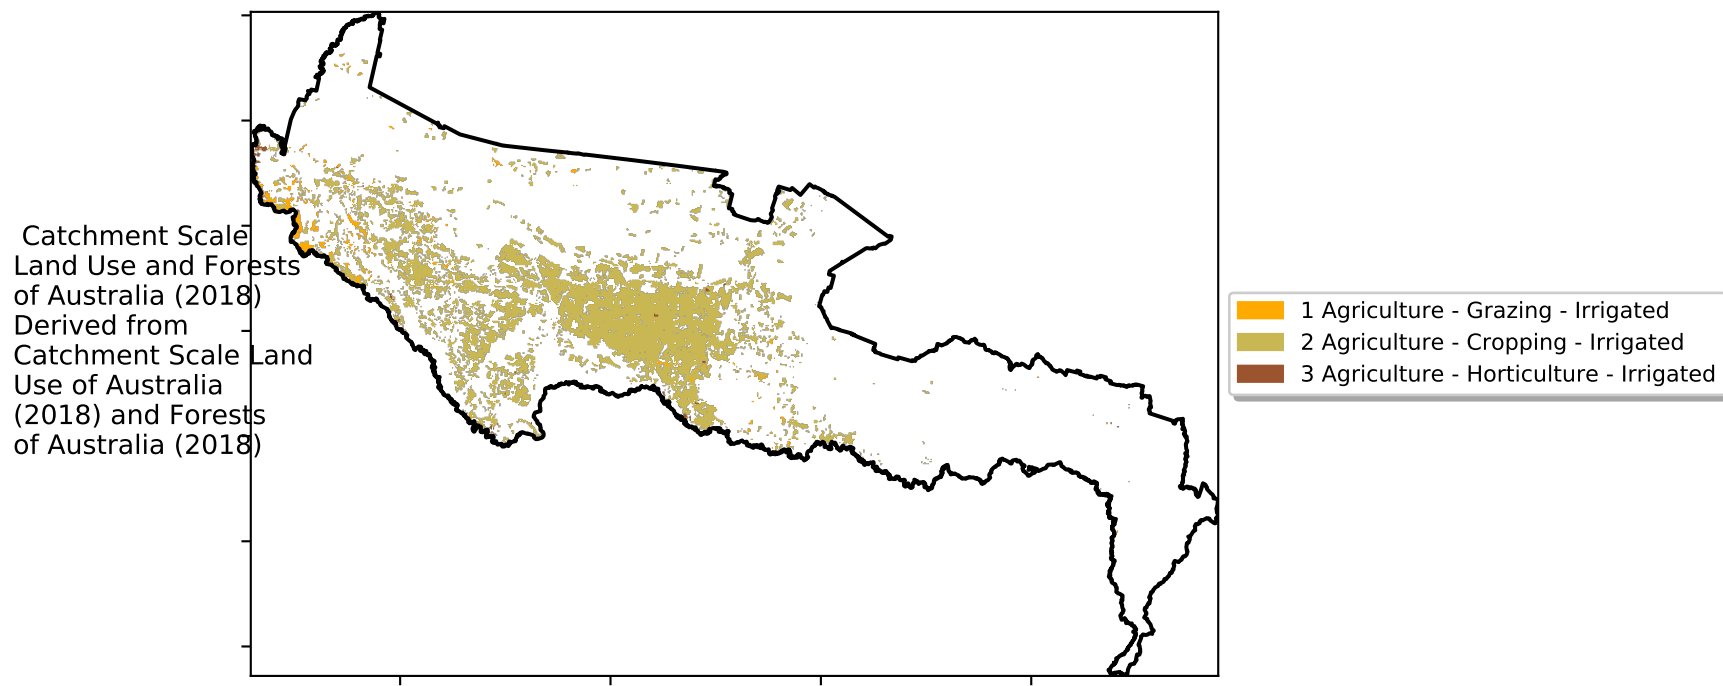 Catchment Scale
Land Use and Forests
of Australia (2018)
Derived from
Catchment Scale Land
Use of Australia
(2018) and Forests
of Australia (2018)
1 Agriculture - Grazing - Irrigated
2 Agriculture - Cropping - Irrigated
3 Agriculture - Horticulture - Irrigated